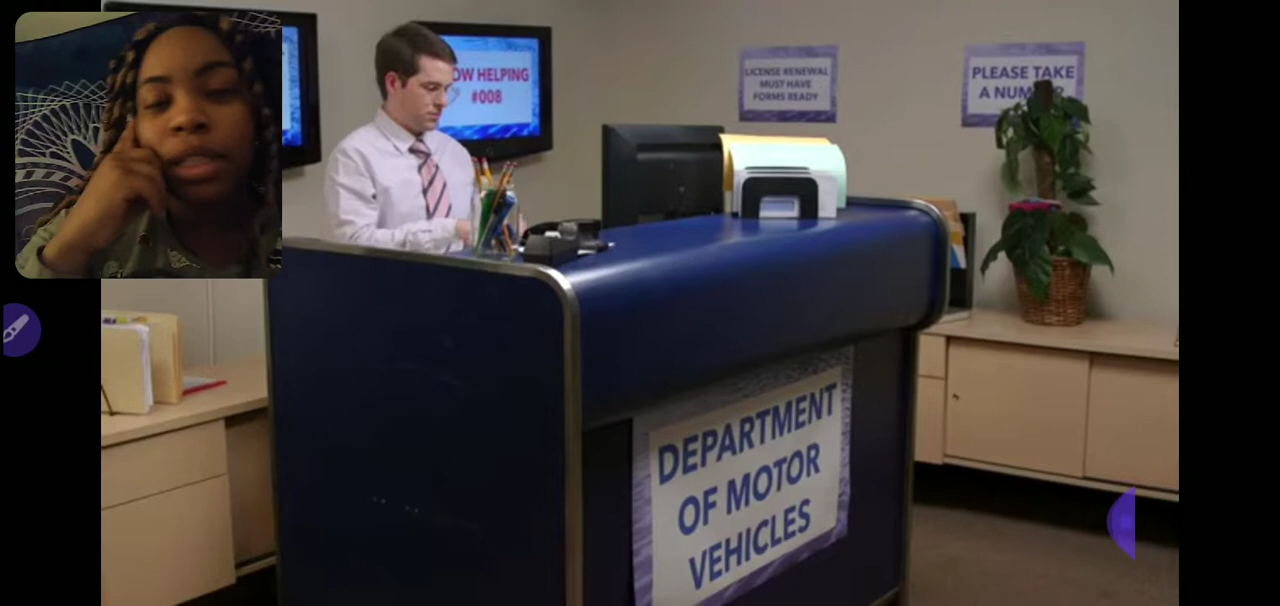 OW HELPING
#008
LICENSE RENEWAL
MUST HAVE
FORMS READY
PLEASE TAKE
A NUM
DEPARTMENT
OF MOTOR
VEHICLES